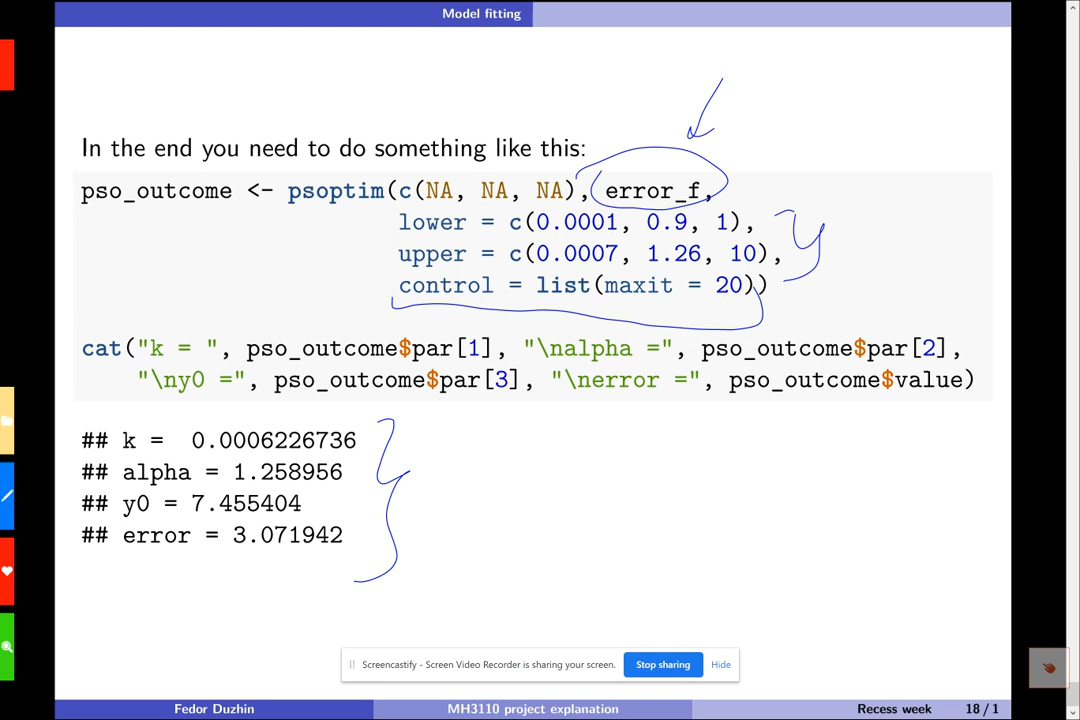 Model fitting
In the end you need to do something like this:
pso_outcome <- psoptim(c(NA, NA, NA), error_f,
lower = c(0.0001, 0.9, 1),
upper = c(0.0007, 1.26, 10),
control = list(maxit = 20))
cat("k = ", pso_outcome$par[1], "\nalpha =", pso_outcome$par[2],
"\ny0 =", pso_outcome$par[3], "\nerror =", pso_outcome$value)
## k =  0.0006226736
## alpha = 1.258956
## y0 = 7.455404
## error = 3.071942
Screencastify - Screen Video Recorder is sharing your screen.
Stop sharing
Hide
Fedor Duzhin
MH3110 project explanation
Recess week
18 / 1